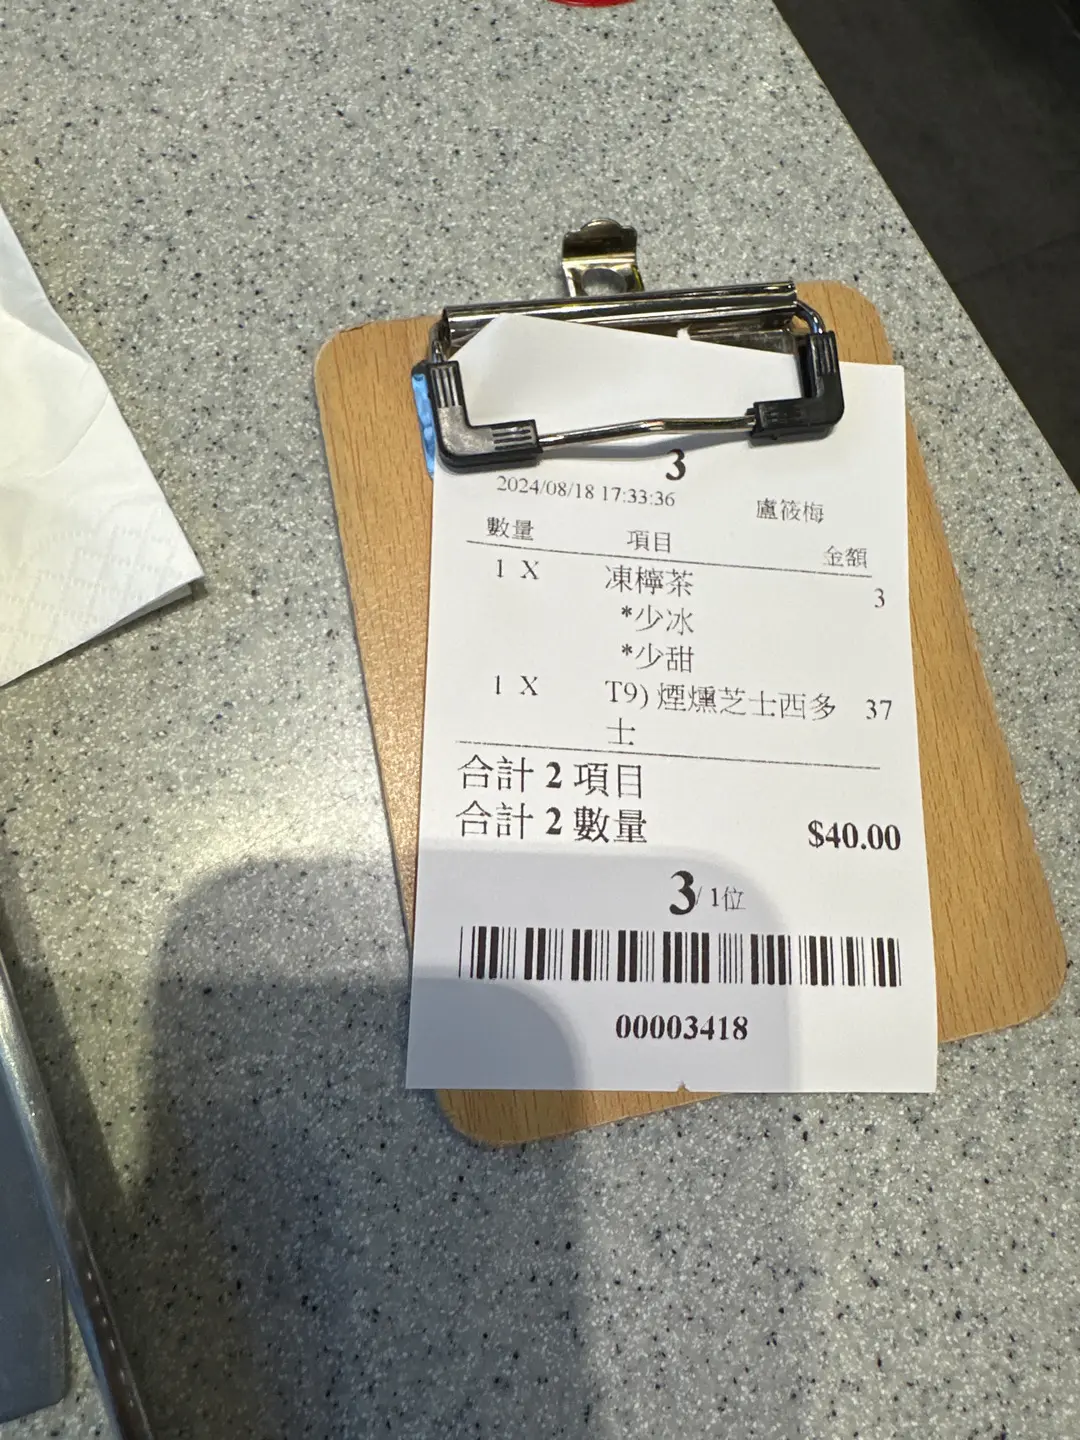 3
2024/08/18 17:33:36 盧筱梅
數量 項目 金額
1 X 凍檸茶 3
*少冰
*少甜
1 X T9) 煙燻芝士西多 37
士
合計 2 項目
合計 2 數量 $40.00
3/ 1位
00003418